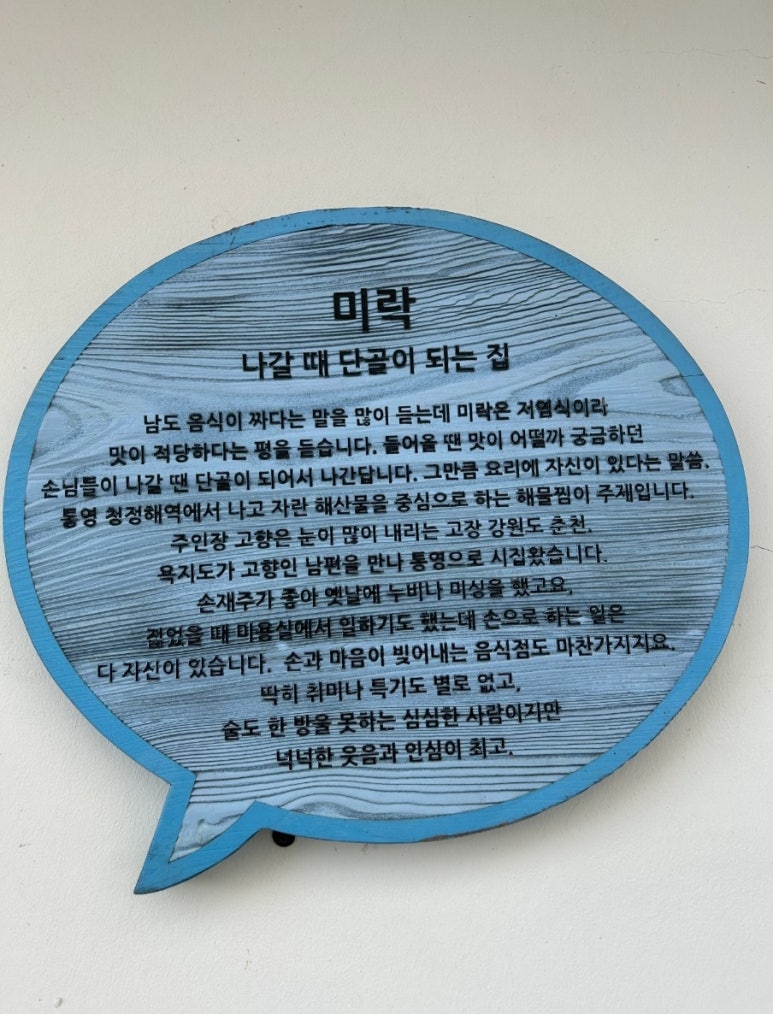 미락
나갈 때 단골이 되는 집
남도 음식이 짜다는 말을 많이 듣는데 미락은 저염식이라
맛이 적당하다는 평을 듣습니다. 들어올 땐 맛이 어떨까 궁금하던
손님들이 나갈 땐 단골이 되어서 나간답니다. 그만큼 요리에 자신이 있다는 말씀.
통영 청정해역에서 나고 자란 해산물을 중심으로 하는 해물찜이 주제입니다.
주인장 고향은 눈이 많이 내리는 고장 강원도 춘천.
욕지도가 고향인 남편을 만나 통영으로 시집왔습니다.
손재주가 좋아 옛날에 누비나 미싱을 했고요,
젊었을 때 미용실에서 일하기도 했는데 손으로 하는 일은
다 자신이 있습니다. 손과 마음이 빚어내는 음식점도 마찬가지지요.
딱히 취미나 특기도 별로 없고,
술도 한 방울 못하는 심심한 사람이지만
넉넉한 웃음과 인심이 최고.